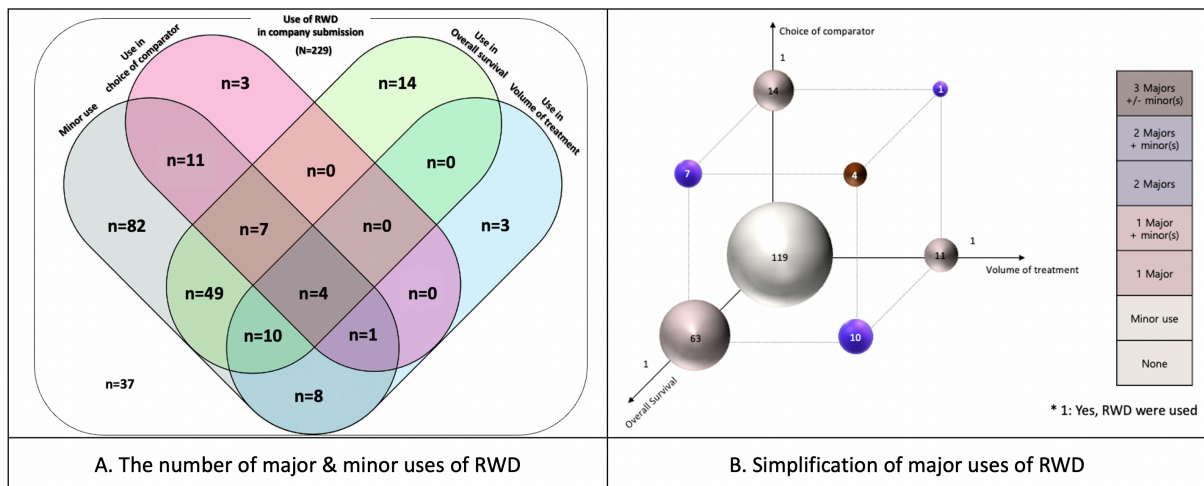 Use of RWD
in company submission
(N=229)
Use in
choice of comparator
Use in
Overall survival
Use in
Volume of treatment
Minor use
n=3
n=14
n=11
n=0
n=0
n=82
n=7
n=0
n=3
n=49
n=4
n=0
n=10
n=1
n=37
n=8
A. The number of major & minor uses of RWD
Choice of comparator
1
14
1
7
4
119
11
1
Volume of treatment
63
10
1
Overall Survival
3 Majors
+/- minor(s)
2 Majors
+ minor(s)
2 Majors
1 Major
+ minor(s)
1 Major
Minor use
None
* 1: Yes, RWD were used
B. Simplification of major uses of RWD